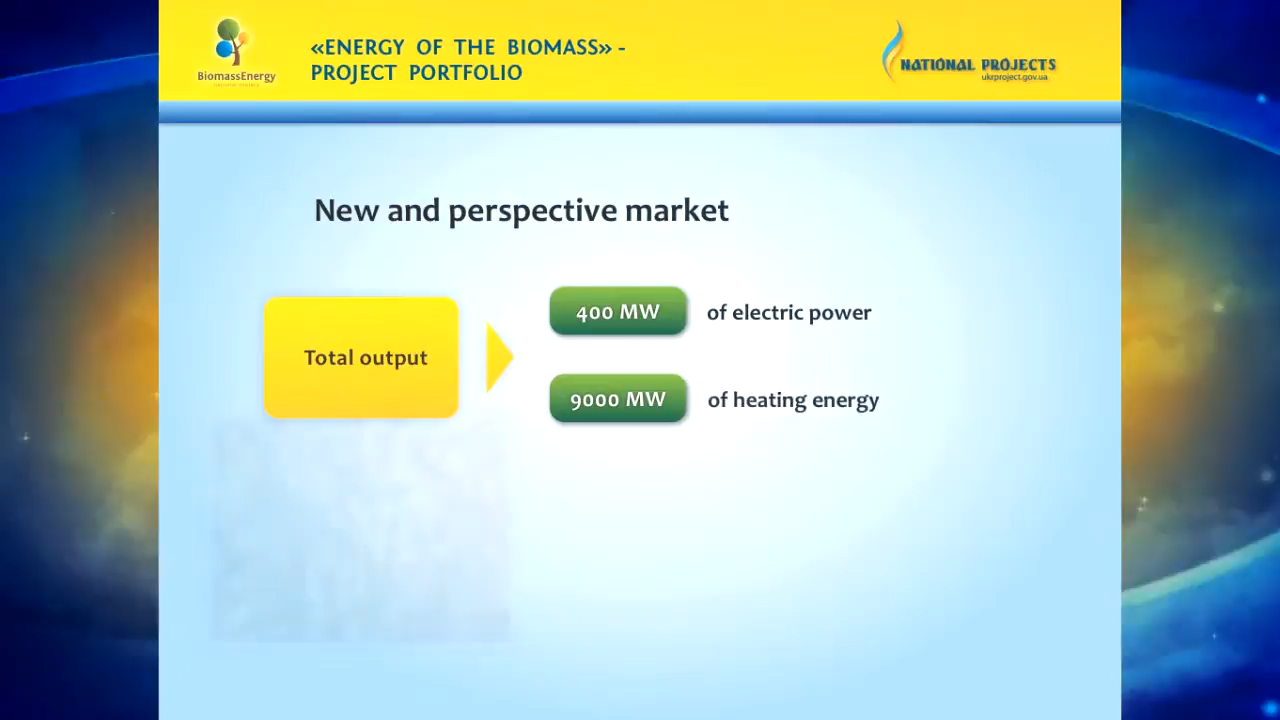 «ENERGY OF THE BIOMASS» -
PROJECT PORTFOLIO
BiomassEnergy
NATIONAL PROJECTS
ukrproject.gov.ua
New and perspective market
Total output
400 MW of electric power
9000 MW of heating energy